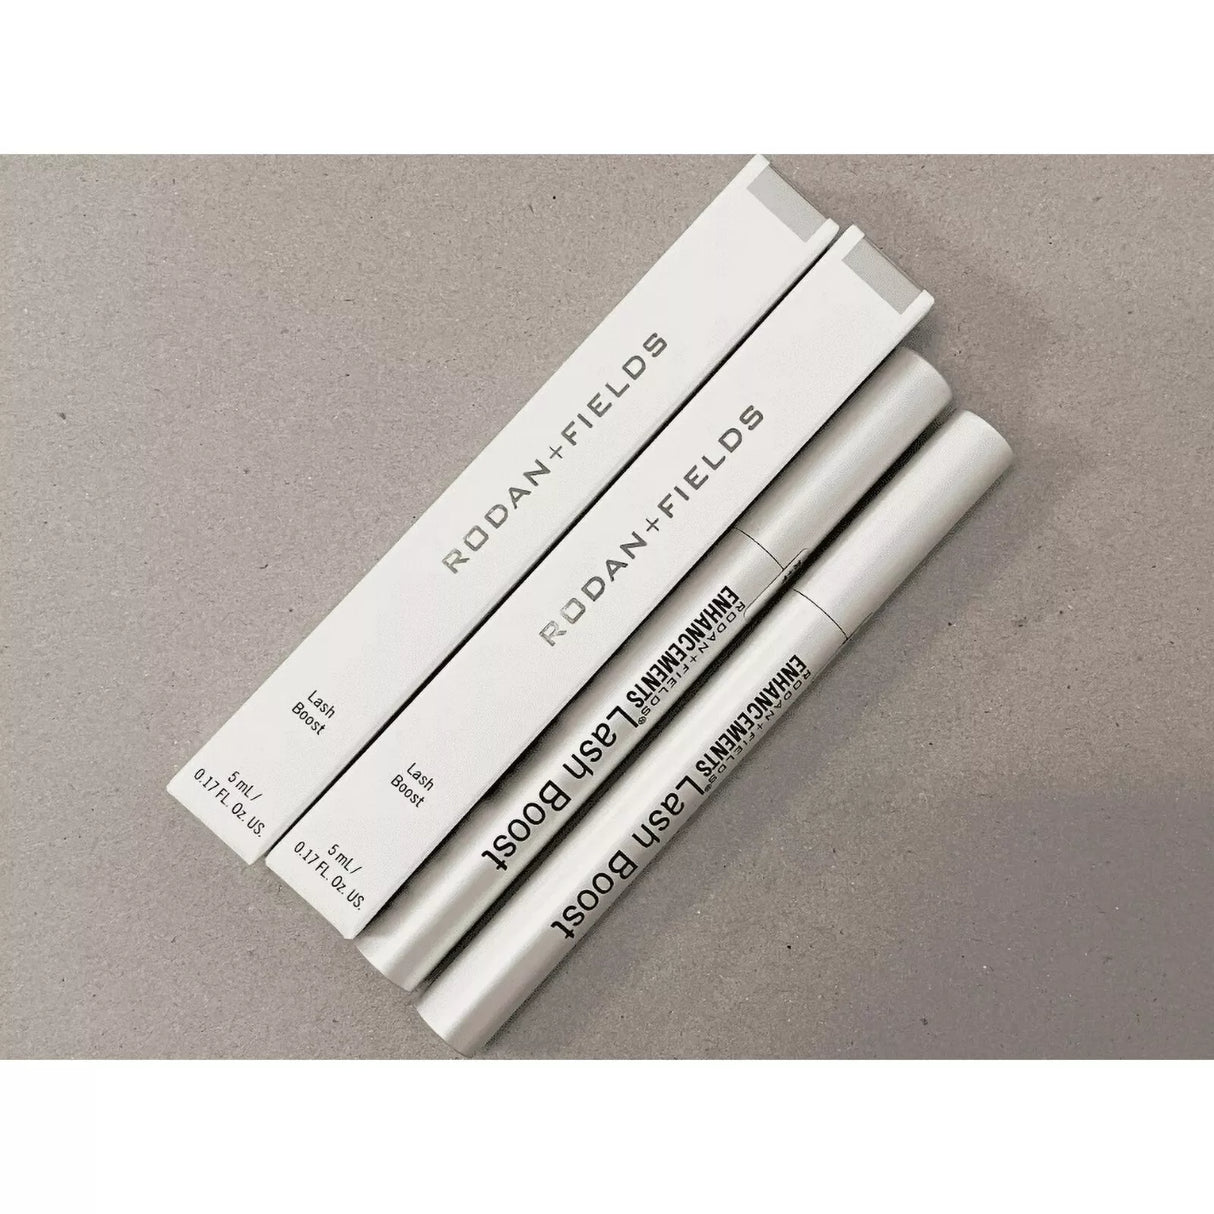 RODAN+FIELDS
Lash
Boost
5 mL/
0.17 FL. Oz. US.
RODAN+FIELDS
Lash
Boost
5 mL/
0.17 FL. Oz. US.
RODAN+FIELDS®
ENHANCEMENTS
Lash Boost
RODAN+FIELDS®
ENHANCEMENTS
Lash Boost